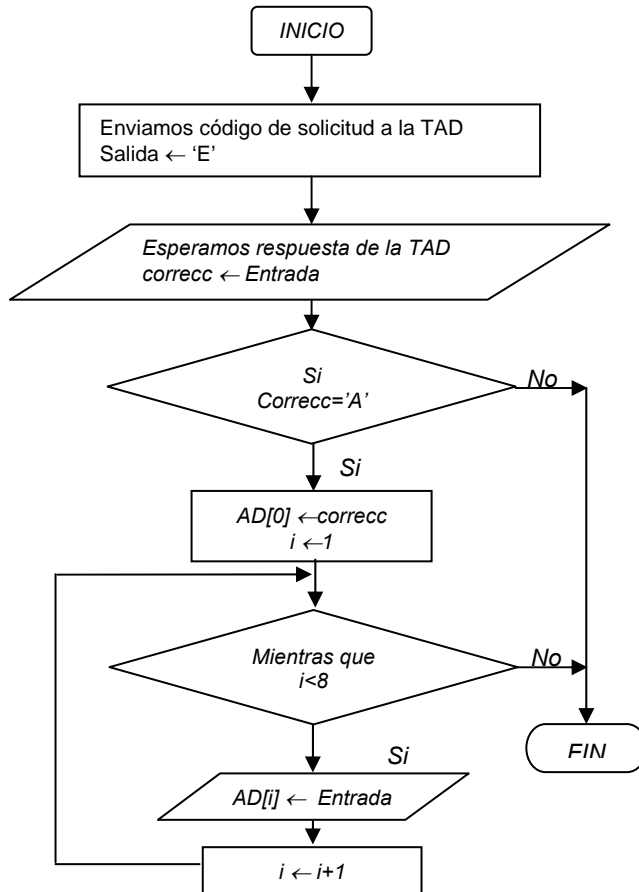 INICIO
Enviamos código de solicitud a la TAD
Salida ← ‘E’
Esperamos respuesta de la TAD
correcc ← Entrada
Si
Correcc=’A’
No
Si
AD[0] ←correcc
i ←1
Mientras que
i<8
No
Si
FIN
AD[i] ← Entrada
i ← i+1